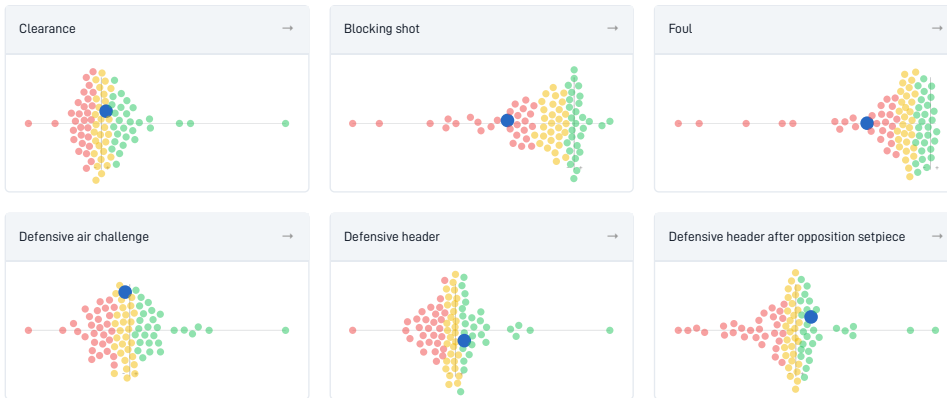 Clearance →
Blocking shot →
Foul →
Defensive air challenge →
Defensive header →
Defensive header after opposition setpiece →